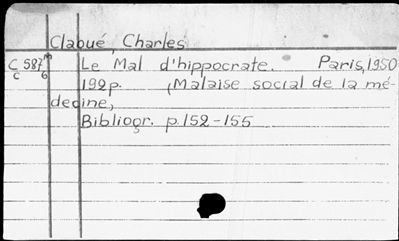 Claoué, Charles
C 587 m Le Mal d'hippocrate. Paris, 1950
c 6 192p. (Malaise social de la mé-
decine,
Bibliogr. p.152-155